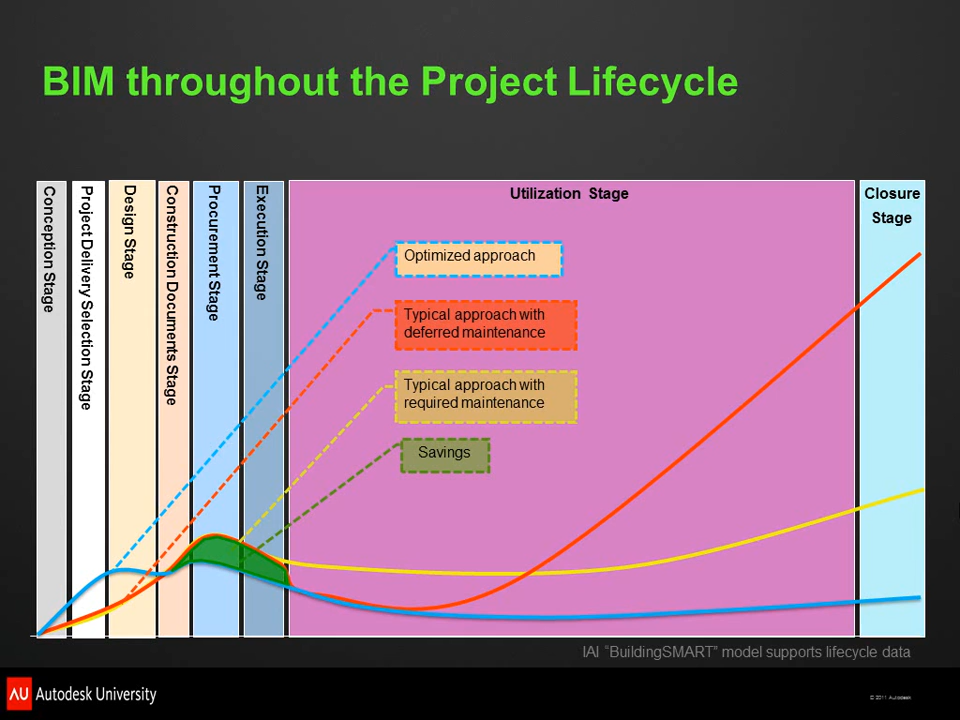 BIM throughout the Project Lifecycle
Conception Stage
Project Delivery Selection Stage
Design Stage
Construction Documents Stage
Procurement Stage
Execution Stage
Utilization Stage
Closure
Stage
Optimized approach
Typical approach with
deferred maintenance
Typical approach with
required maintenance
Savings
IAI “BuildingSMART” model supports lifecycle data
AU Autodesk University
© 2011 Autodesk